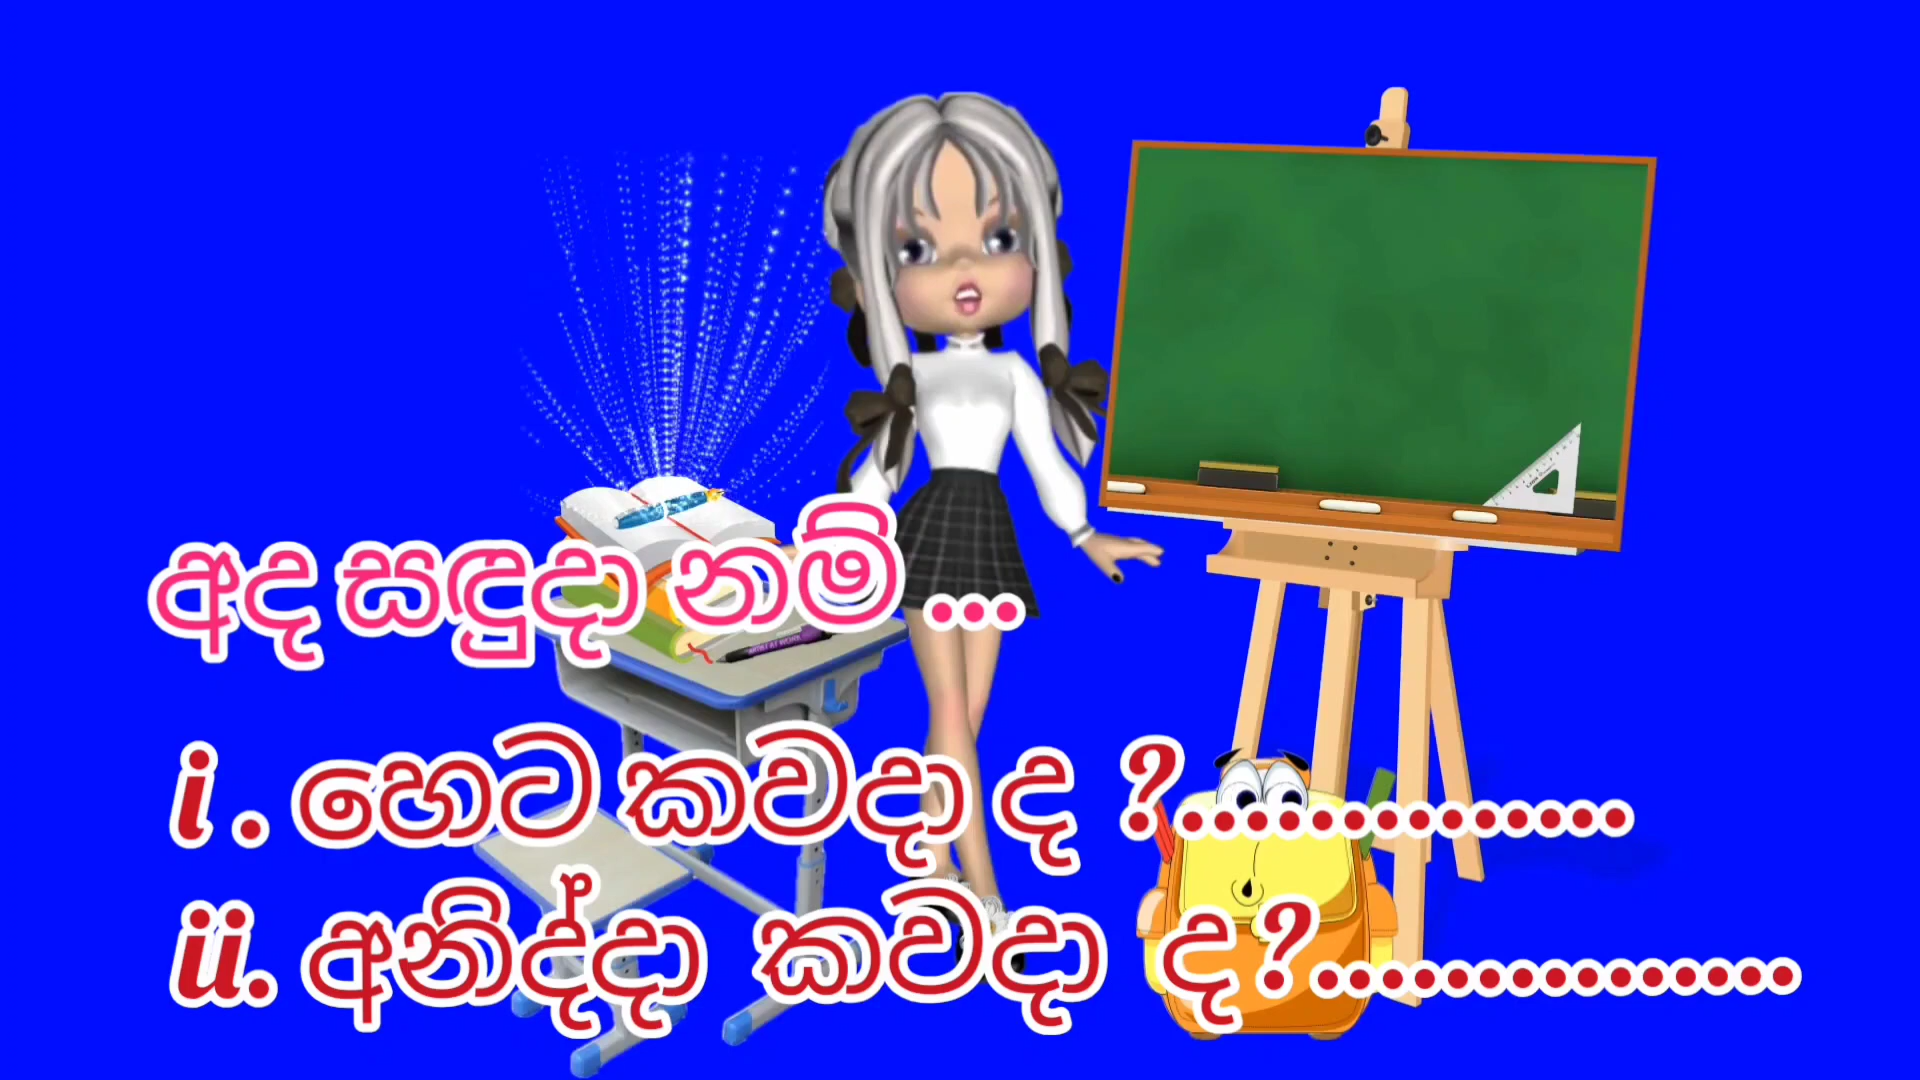 අද සඳුදා නම් ...
i . හෙට කවදා ද ?..............
ii. අනිද්දා කවදා ද?................